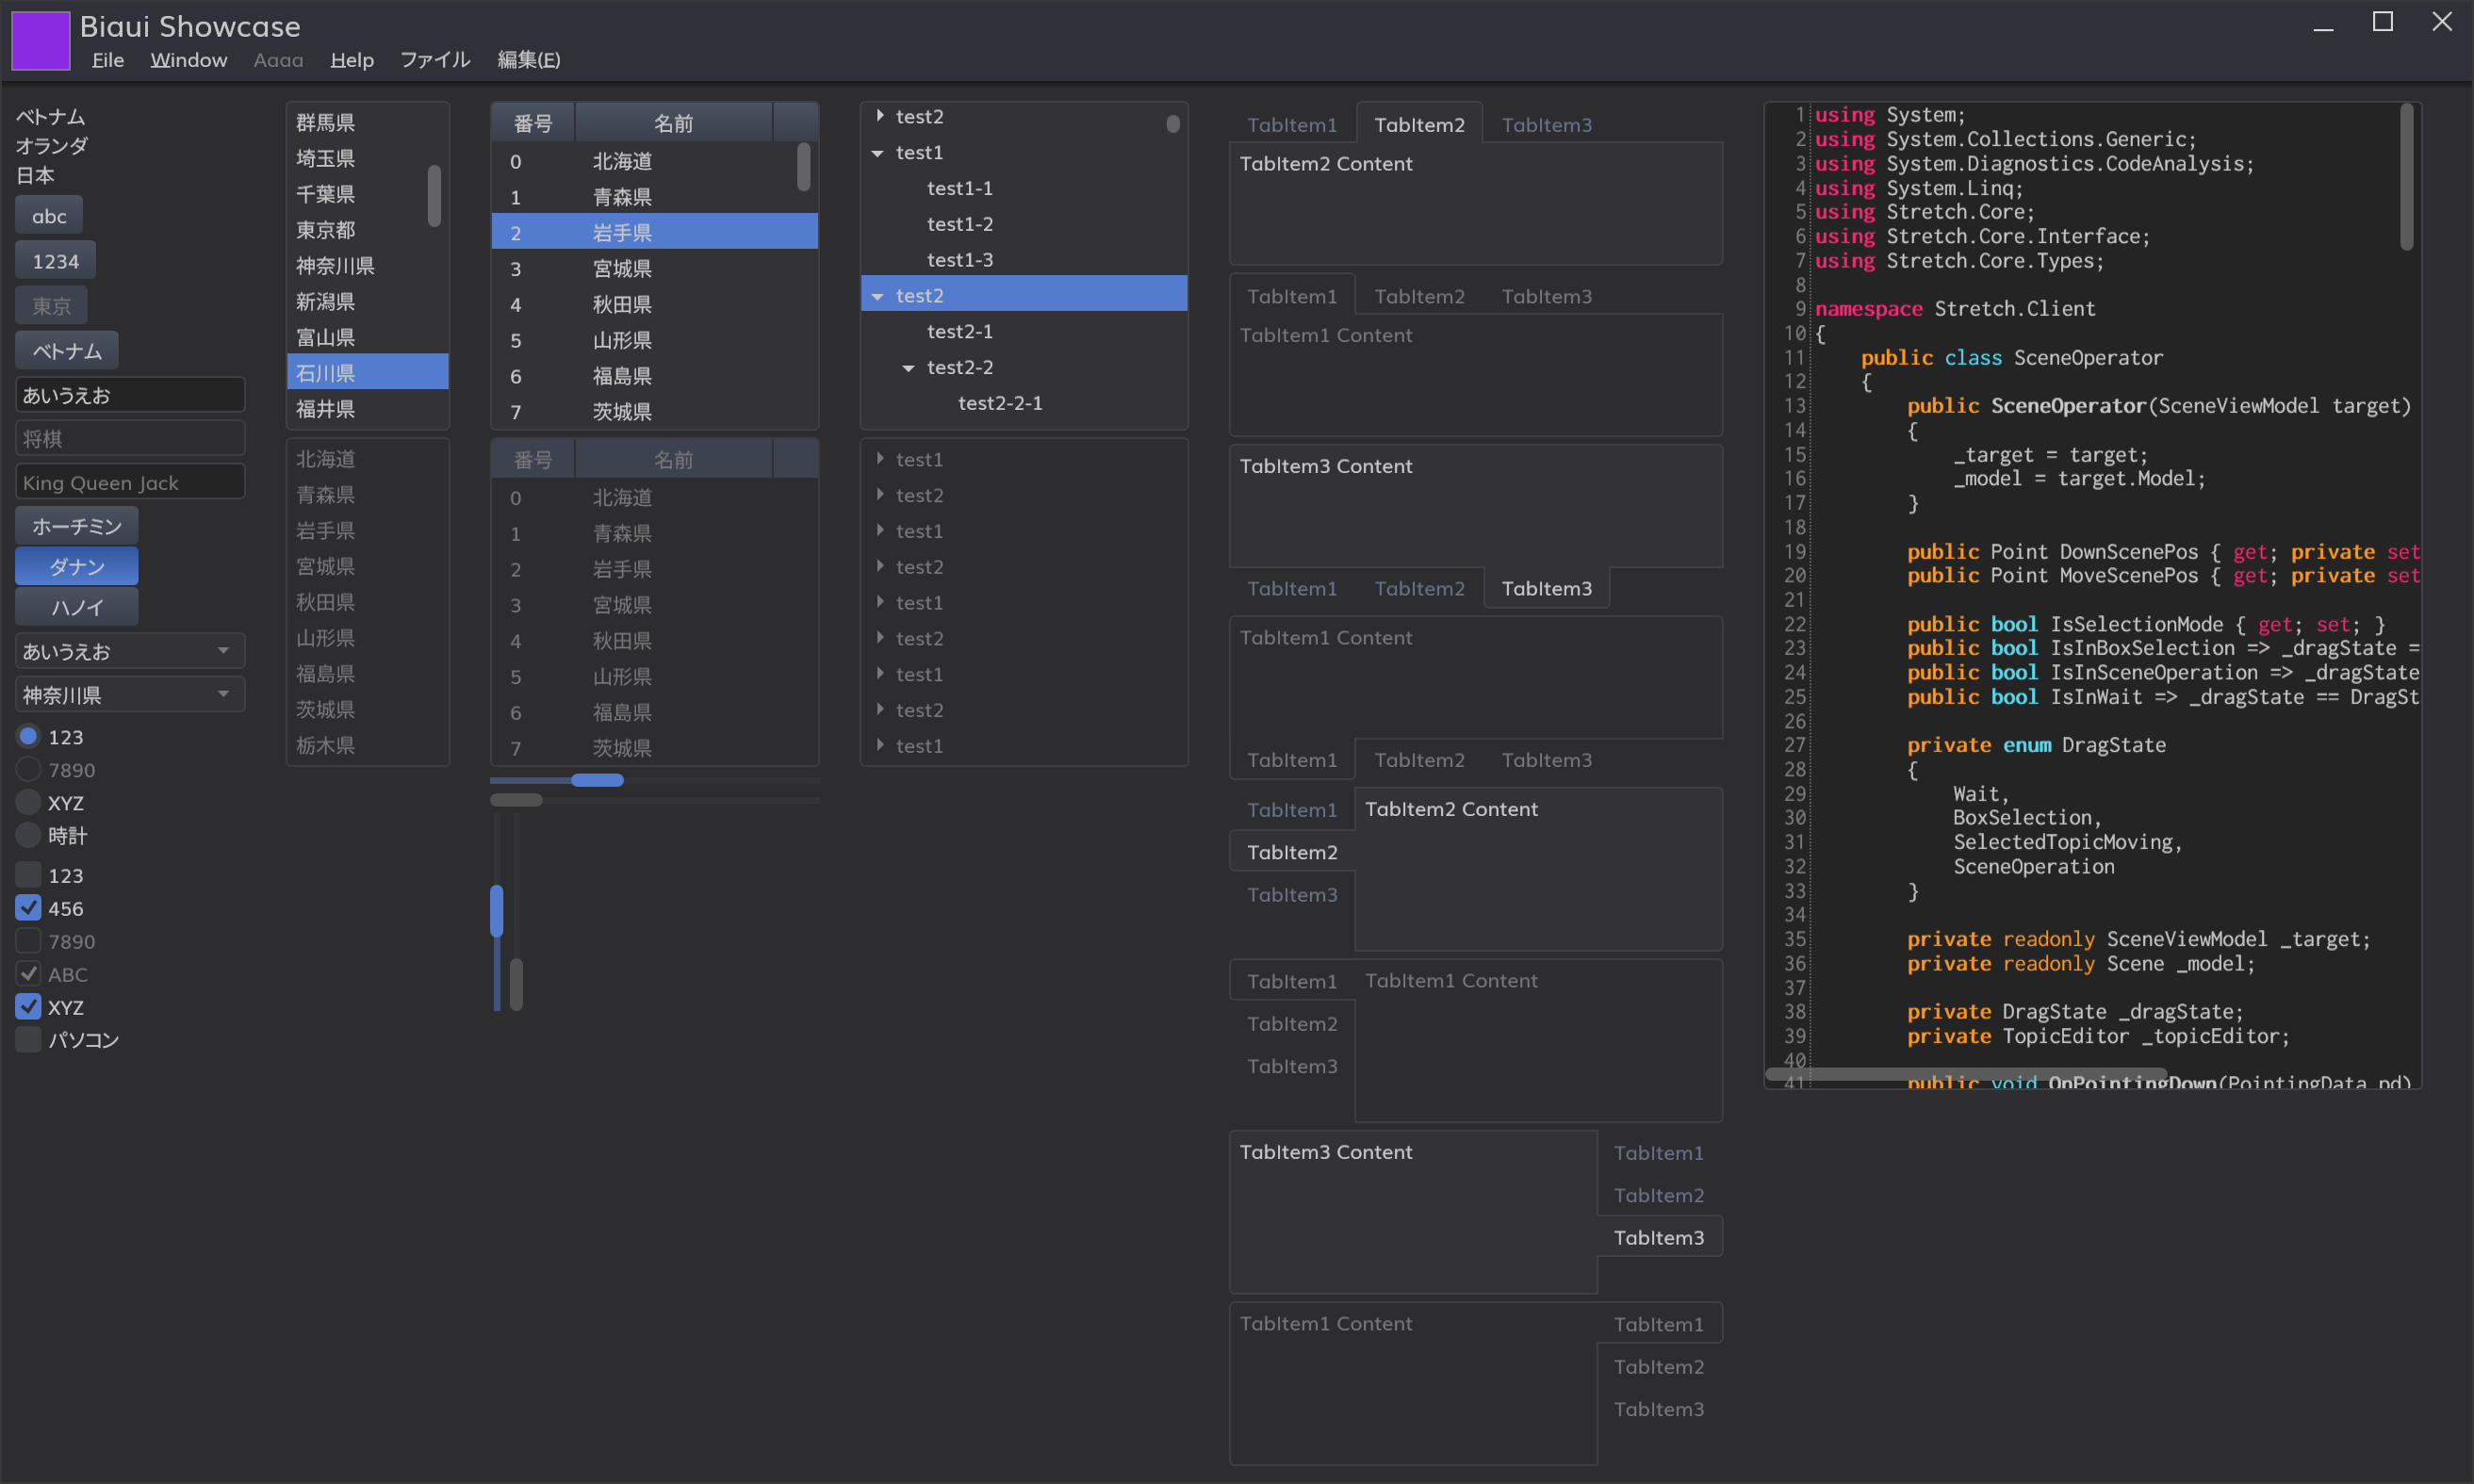 Biaui Showcase
File Window Aaaa Help ファイル 編集(E)
ベトナム
オランダ
日本
abc
1234
東京
ベトナム
あいうえお
将棋
King Queen Jack
ホーチミン
ダナン
ハノイ
あいうえお
神奈川県
123
7890
XYZ
時計
123
456
7890
ABC
XYZ
パソコン
群馬県
埼玉県
千葉県
東京都
神奈川県
新潟県
富山県
石川県
福井県
北海道
青森県
岩手県
宮城県
秋田県
山形県
福島県
茨城県
栃木県
番号 名前
0 北海道
1 青森県
2 岩手県
3 宮城県
4 秋田県
5 山形県
6 福島県
7 茨城県
番号 名前
0 北海道
1 青森県
2 岩手県
3 宮城県
4 秋田県
5 山形県
6 福島県
7 茨城県
test2
test1
test1-1
test1-2
test1-3
test2
test2-1
test2-2
test2-2-1
test1
test2
test1
test2
test1
test2
test1
test2
test1
TabItem1 TabItem2 TabItem3
TabItem2 Content
TabItem1 TabItem2 TabItem3
TabItem1 Content
TabItem3 Content
TabItem1 TabItem2 TabItem3
TabItem1 Content
TabItem1 TabItem2 TabItem3
TabItem1
TabItem2
TabItem3
TabItem2 Content
TabItem1
TabItem2
TabItem3
TabItem1 Content
TabItem3 Content
TabItem1
TabItem2
TabItem3
TabItem1 Content
TabItem1
TabItem2
TabItem3
1 using System;
2 using System.Collections.Generic;
3 using System.Diagnostics.CodeAnalysis;
4 using System.Linq;
5 using Stretch.Core;
6 using Stretch.Core.Interface;
7 using Stretch.Core.Types;
8
9 namespace Stretch.Client
10 {
11 public class SceneOperator
12 {
13 public SceneOperator(SceneViewModel target)
14 {
15 _target = target;
16 _model = target.Model;
17 }
18
19 public Point DownScenePos { get; private set
20 public Point MoveScenePos { get; private set
21
22 public bool IsSelectionMode { get; set; }
23 public bool IsInBoxSelection => _dragState =
24 public bool IsInSceneOperation => _dragState
25 public bool IsInWait => _dragState == DragSt
26
27 private enum DragState
28 {
29 Wait,
30 BoxSelection,
31 SelectedTopicMoving,
32 SceneOperation
33 }
34
35 private readonly SceneViewModel _target;
36 private readonly Scene _model;
37
38 private DragState _dragState;
39 private TopicEditor _topicEditor;
40
41 public void OnPointingDown(PointingData pd)